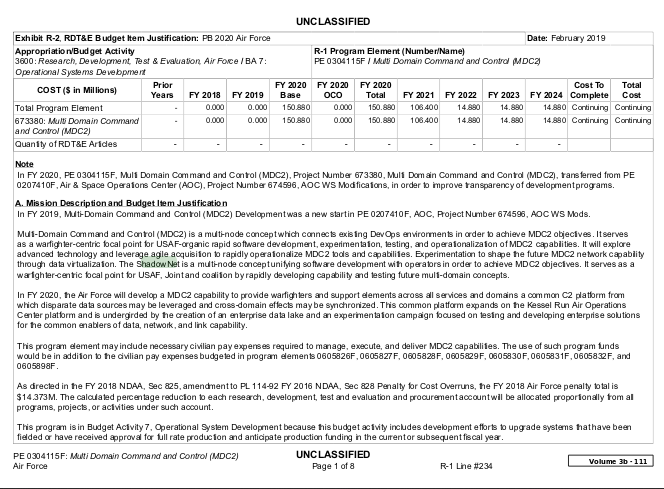 UNCLASSIFIED
Exhibit R-2, RDT&E Budget Item Justification: PB 2020 Air Force Date: February 2019
Appropriation/Budget Activity R-1 Program Element (Number/Name)
3600: Research, Development, Test & Evaluation, Air Force I BA 7: PE 0304115F I Multi Domain Command and Control (MDC2)
Operational Systems Development
COST ($ in Millions) Prior Years FY 2018 FY 2019 FY 2020 Base FY 2020 OCO FY 2020 Total FY 2021 FY 2022 FY 2023 FY 2024 Cost To Complete Total Cost
Total Program Element - 0.000 0.000 150.880 0.000 150.880 106.400 14.880 14.880 14.880 Continuing Continuing
673380: Multi Domain Command - 0.000 0.000 150.880 0.000 150.880 106.400 14.880 14.880 14.880 Continuing Continuing
and Control (MDC2)
Quantity of RDT&E Articles - - - - - - - - - -
Note
In FY 2020, PE 0304115F, Multi Domain Command and Control (MDC2), Project Number 673380, Multi Domain Command and Control (MDC2), transferred from PE
0207410F, Air & Space Operations Center (AOC), Project Number 674596, AOC WS Modifications, in order to improve transparency of development programs.
A. Mission Description and Budget Item Justification
In FY 2019, Multi Domain Command and Control (MDC2) Development was a new start in PE 0207410F, AOC, Project Number 674596, AOC WS Mods.
Multi-Domain Command and Control (MDC2) is a multi-node concept which connects existing DevOps environments in order to achieve MDC2 objectives. It serves
as a warfighter-centric focal point for USAF-organic rapid software development, experimentation, testing, and operationalization of MDC2 capabilities. It will explore
advanced technology and leverage agile acquisition to rapidly operationalize MDC2 tools and capabilities. Experimentation to shape the future MDC2 network capability
through data virtualization. The ShadowNet is a multi-node concept unifying software development with operators in order to achieve MDC2 objectives. It serves as a
warfighter-centric focal point for USAF, Joint and coalition by rapidly developing capability and testing future multi-domain concepts.
In FY 2020, the Air Force will develop a MDC2 capability to provide warfighters and support elements across all services and domains a common C2 platform from
which disparate data sources may be leveraged and cross-domain effects may be synchronized. This common platform expands on the Kessel Run Air Operations
Center platform and is undergirded by the creation of an enterprise data lake and an experimentation campaign focused on testing and developing enterprise solutions
for the common enablers of data, network, and link capability.
This program element may include necessary civilian pay expenses required to manage, execute, and deliver MDC2 capabilities. The use of such program funds
would be in addition to the civilian pay expenses budgeted in program elements 0605826F, 0605827F, 0605828F, 0605829F, 0605830F, 0605831F, 0605832F, and
0605898F.
As directed in the FY 2018 NDAA, Sec 825, amendment to PL 114-92 FY 2016 NDAA, Sec 828 Penalty for Cost Overruns, the FY 2018 Air Force penalty total is
$14.373M. The calculated percentage reduction to each research, development, test and evaluation and procurement account will be allocated proportionally from all
programs, projects, or activities under such account.
This program is in Budget Activity 7, Operational System Development because this budget activity includes development efforts to upgrade systems that have been
fielded or have received approval for full rate production and anticipate production funding in the current or subsequent fiscal year.
PE 0304115F: Multi Domain Command and Control (MDC2) UNCLASSIFIED
Air Force Page 1 of 8 R-1 Line #234 Volume 3b - 111